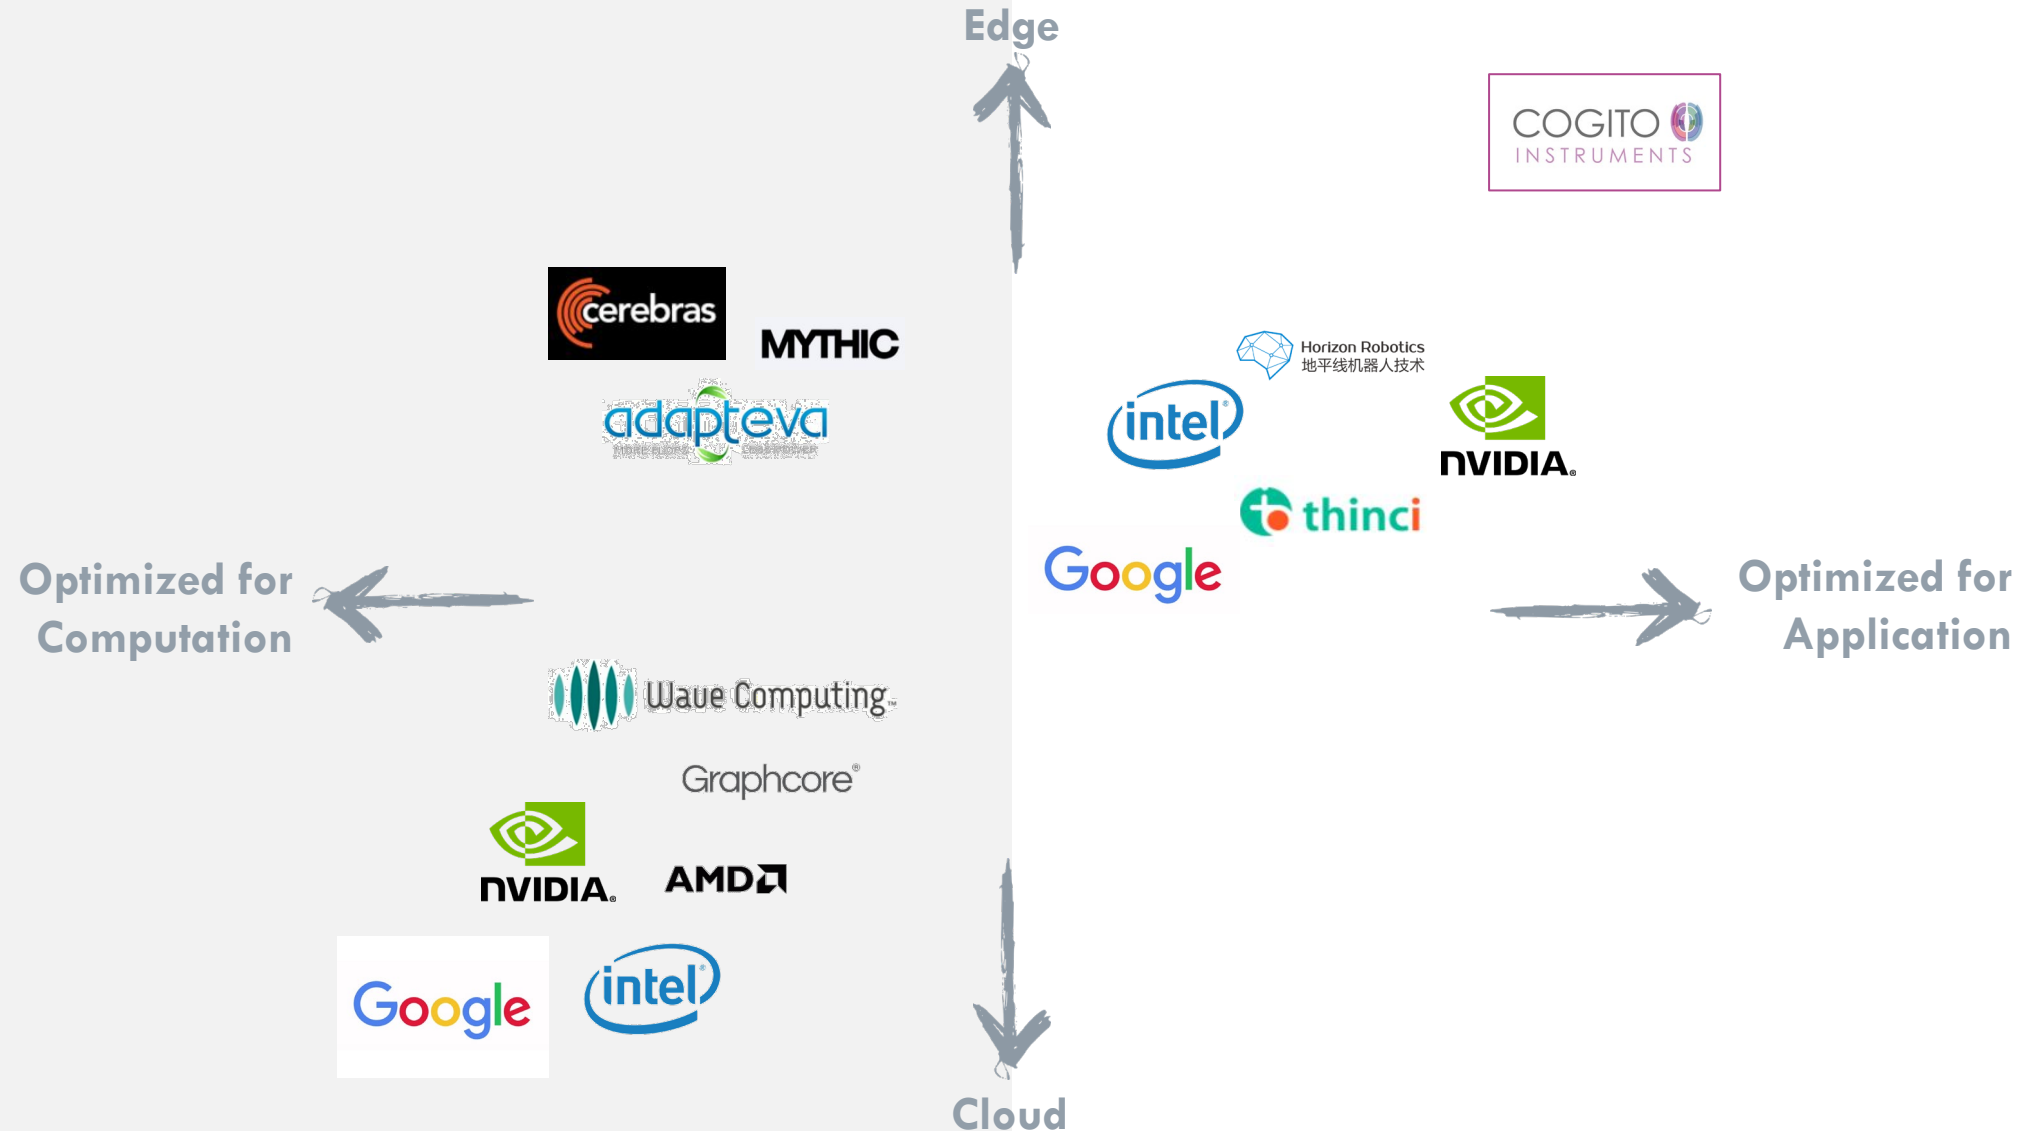 Edge
COGITO
INSTRUMENTS
cerebras
MYTHIC
Horizon Robotics
地平线机器人技术
adapteva
intel®
NVIDIA®
thinci
Google
Optimized for
Computation
Optimized for
Application
Wave Computing™
Graphcore®
NVIDIA®
AMD
Google
intel®
Cloud